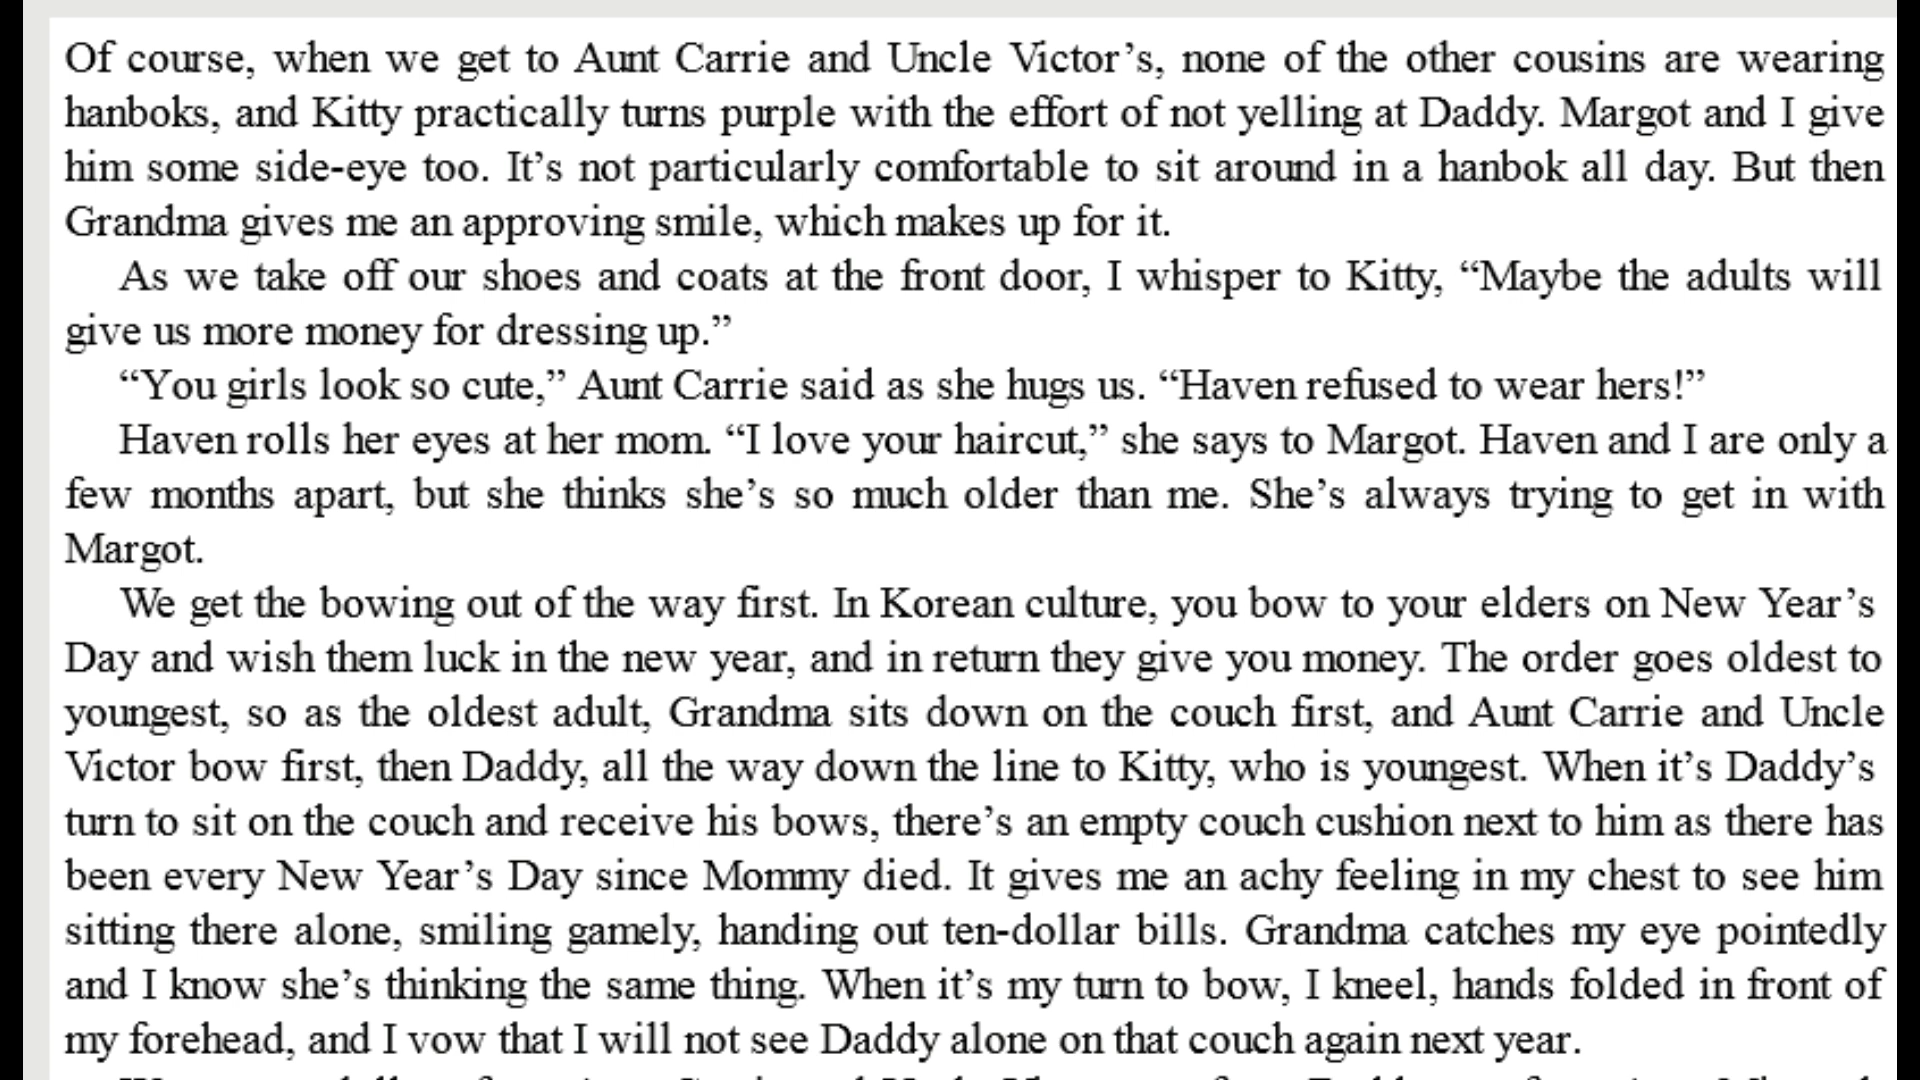 Of course, when we get to Aunt Carrie and Uncle Victor’s, none of the other cousins are wearing
hanboks, and Kitty practically turns purple with the effort of not yelling at Daddy. Margot and I give
him some side-eye too. It’s not particularly comfortable to sit around in a hanbok all day. But then
Grandma gives me an approving smile, which makes up for it.
As we take off our shoes and coats at the front door, I whisper to Kitty, “Maybe the adults will
give us more money for dressing up.”
“You girls look so cute,” Aunt Carrie said as she hugs us. “Haven refused to wear hers!”
Haven rolls her eyes at her mom. “I love your haircut,” she says to Margot. Haven and I are only a
few months apart, but she thinks she’s so much older than me. She’s always trying to get in with
Margot.
We get the bowing out of the way first. In Korean culture, you bow to your elders on New Year’s
Day and wish them luck in the new year, and in return they give you money. The order goes oldest to
youngest, so as the oldest adult, Grandma sits down on the couch first, and Aunt Carrie and Uncle
Victor bow first, then Daddy, all the way down the line to Kitty, who is youngest. When it’s Daddy’s
turn to sit on the couch and receive his bows, there’s an empty couch cushion next to him as there has
been every New Year’s Day since Mommy died. It gives me an achy feeling in my chest to see him
sitting there alone, smiling gamely, handing out ten-dollar bills. Grandma catches my eye pointedly
and I know she’s thinking the same thing. When it’s my turn to bow, I kneel, hands folded in front of
my forehead, and I vow that I will not see Daddy alone on that couch again next year.